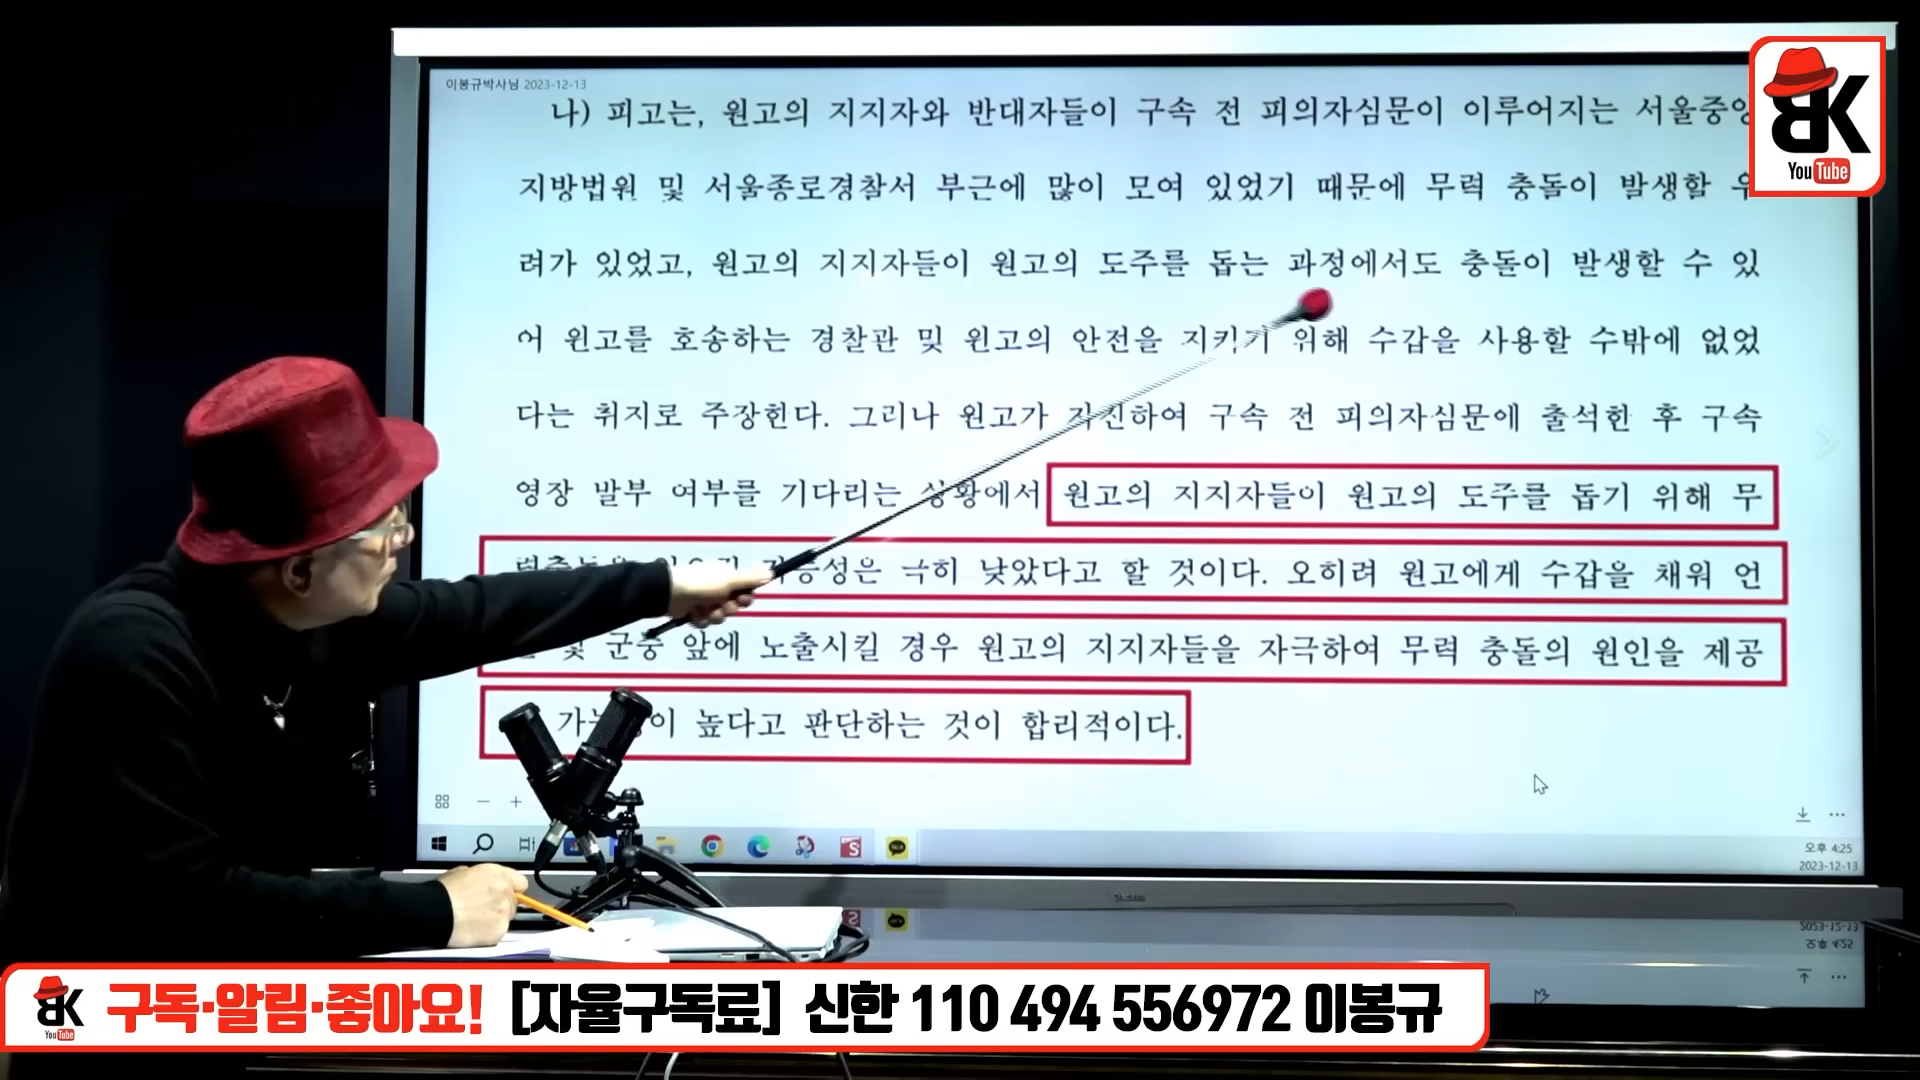 이봉규박사님 2023-12-13
나) 피고는, 원고의 지지자와 반대자들이 구속 전 피의자심문이 이루어지는 서울중앙
지방법원 및 서울종로경찰서 부근에 많이 모여 있었기 때문에 무력 충돌이 발생할 우
려가 있었고, 원고의 지지자들이 원고의 도주를 돕는 과정에서도 충돌이 발생할 수 있
어 원고를 호송하는 경찰관 및 원고의 안전을 지키기 위해 수갑을 사용할 수밖에 없었
다는 취지로 주장한다. 그리나 원고가 자진하여 구속 전 피의자심문에 출석한 후 구속
영장 발부 여부를 기다리는 상황에서 원고의 지지자들이 원고의 도주를 돕기 위해 무
가능성은 극히 낮았다고 할 것이다. 오히려 원고에게 수갑을 채워 언
및 군중 앞에 노출시킬 경우 원고의 지지자들을 자극하여 무력 충돌의 원인을 제공
높다고 판단하는 것이 합리적이다.
BK
YouTube
오후 4:25
2023-12-13
BK YouTube 구독·알림·좋아요! [자율구독료] 신한 110 494 556972 이봉규